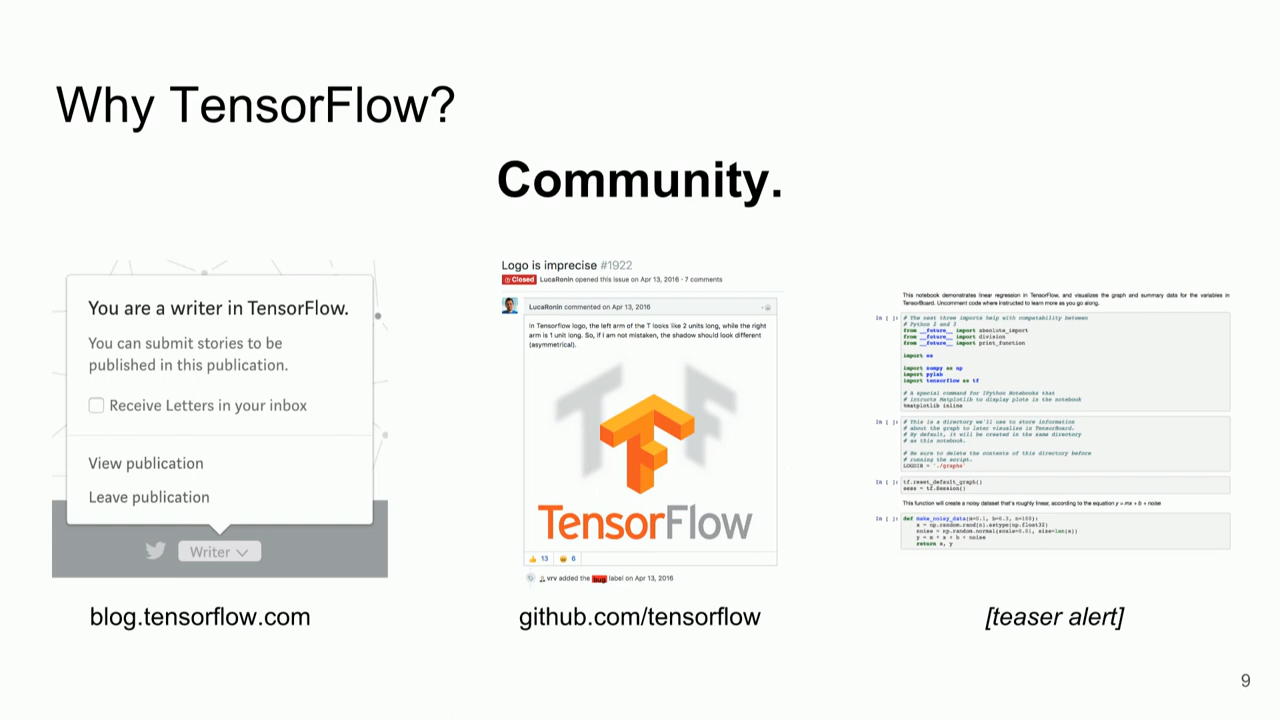 Why TensorFlow?
Community.
You are a writer in TensorFlow.
You can submit stories to be
published in this publication.
Receive Letters in your inbox
View publication
Leave publication
Writer
blog.tensorflow.com
Logo is imprecise #1922
Closed LucaRonin opened this issue on Apr 13, 2016 · 7 comments
LucaRonin commented on Apr 13, 2016
In Tensorflow logo, the left arm of the T looks like 2 units long, while the right
arm is 1 unit long. So, if I am not mistaken, the shadow should look different
(asymmetrical).
TF
TensorFlow
13 6
vrv added the bug label on Apr 13, 2016
github.com/tensorflow
This notebook demonstrates linear regression in TensorFlow, and visualizes the graph and summary data for the variables in
TensorBoard. Uncomment code where instructed to learn more as you go along.
In [ ]: # The next three imports help with compatability between
# Python 2 and 3
from __future__ import absolute_import
from __future__ import division
from __future__ import print_function
import os
import numpy as np
import pylab
import tensorflow as tf
# A special command for IPython Notebooks that
# intructs Matplotlib to display plots in the notebook
%matplotlib inline
In [ ]: # This is a directory we'll use to store information
# about the graph to later visualize in TensorBoard.
# By default, it will be created in the same directory
# as this notebook.
# Be sure to delete the contents of this directory before
# running the script.
LOGDIR = './graphs'
In [ ]: tf.reset_default_graph()
sess = tf.Session()
This function will create a noisy dataset that's roughly linear, according to the equation y = mx + b + noise
In [ ]: def make_noisy_data(m=0.1, b=0.3, n=100):
x = np.random.rand(n).astype(np.float32)
noise = np.random.normal(scale=0.01, size=len(x))
y = m * x + b + noise
return x, y
[teaser alert]
9